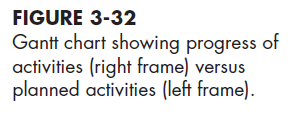 FIGURE 3-32
Gantt chart showing progress of
activities (right frame) versus
planned activities (left frame).